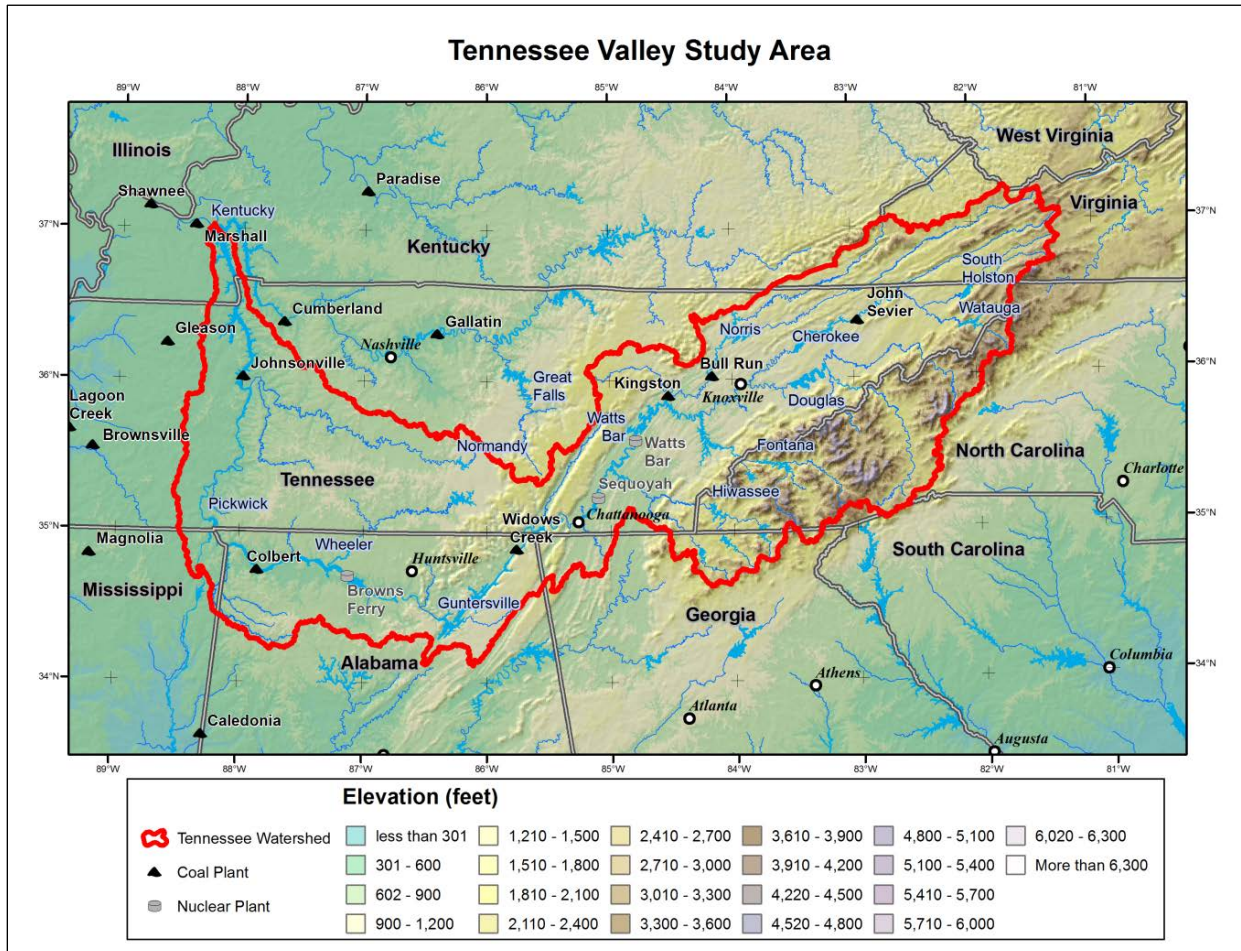 Tennessee Valley Study Area
89°W
88°W
87°W
86°W
85°W
84°W
83°W
82°W
81°W
West Virginia
Illinois
Paradise
Shawnee
Virginia
Kentucky
37°N
37°N
Marshall
Kentucky
South
Holston
John
Sevier
Cumberland
Watauga
Gallatin
Norris
Gleason
Cherokee
Nashville
Johnsonville
Bull Run
36°N
36°N
Great
Falls
Kingston
Knoxville
Lagoon
Creek
Douglas
Watts
Bar
Brownsville
Normandy
Watts
Bar
Fontana
North Carolina
Tennessee
Charlotte
Sequoyah
Hiwassee
Pickwick
Widows
Creek
Chattanooga
35°N
35°N
Magnolia
Wheeler
Colbert
Huntsville
South Carolina
Mississippi
Browns
Ferry
Guntersville
Georgia
Alabama
Columbia
34°N
34°N
Athens
Atlanta
Caledonia
Augusta
89°W
88°W
87°W
86°W
85°W
84°W
83°W
82°W
81°W
Elevation (feet)
Tennessee Watershed
Coal Plant
Nuclear Plant
less than 301
301 - 600
602 - 900
900 - 1,200
1,210 - 1,500
1,510 - 1,800
1,810 - 2,100
2,110 - 2,400
2,410 - 2,700
2,710 - 3,000
3,010 - 3,300
3,300 - 3,600
3,610 - 3,900
3,910 - 4,200
4,220 - 4,500
4,520 - 4,800
4,800 - 5,100
5,100 - 5,400
5,410 - 5,700
5,710 - 6,000
6,020 - 6,300
More than 6,300